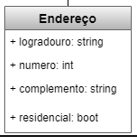 Endereço
+ logradouro: string
+ numero: int
+ complemento: string
+ residencial: boot